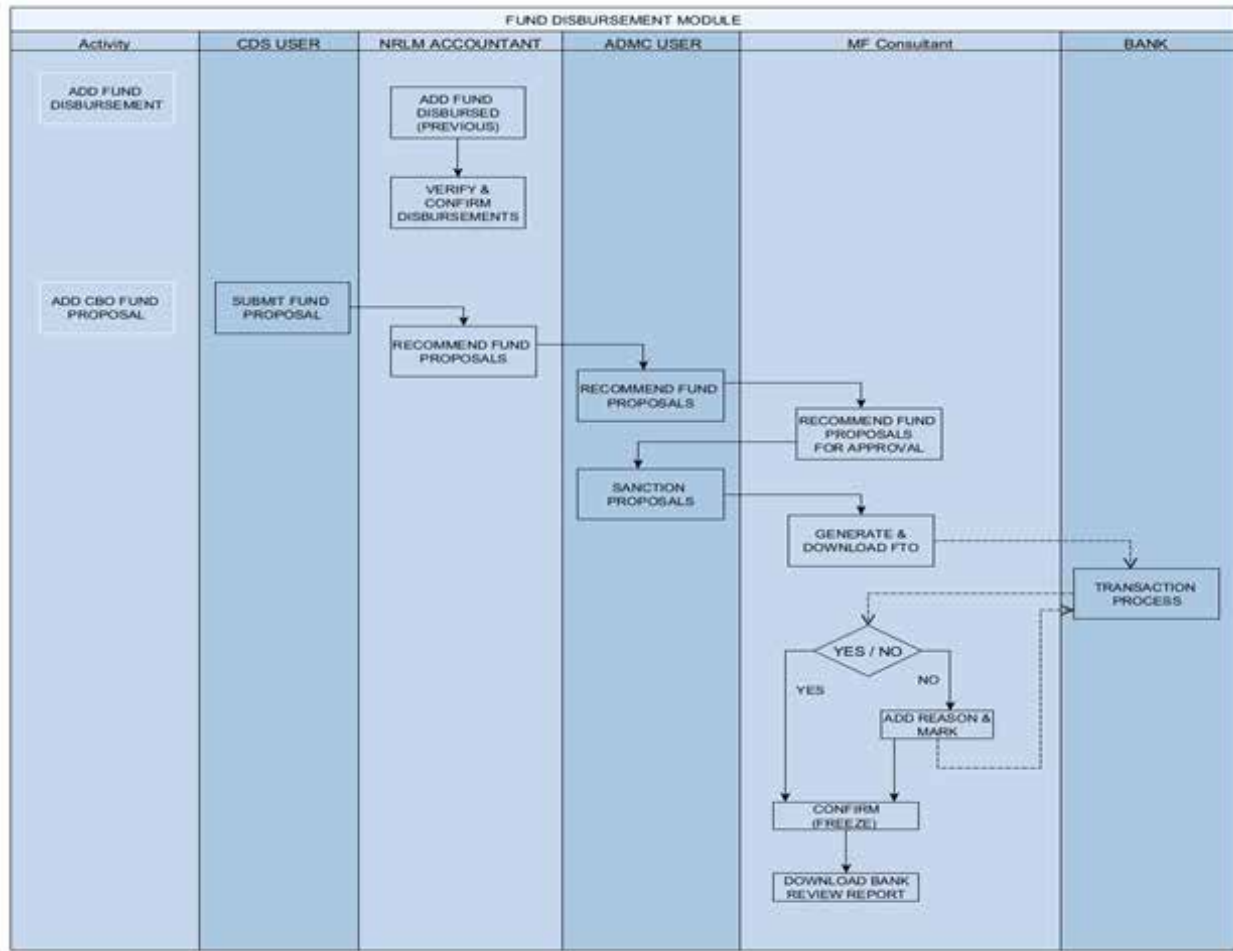 FUND DISBURSEMENT MODULE
Activity
CDS USER
NRLM ACCOUNTANT
ADMC USER
MF Consultant
BANK
ADD FUND
DISBURSEMENT
ADD FUND
DISBURSED
(PREVIOUS)
VERIFY &
CONFIRM
DISBURSEMENTS
ADD CBO FUND
PROPOSAL
SUBMIT FUND
PROPOSAL
RECOMMEND FUND
PROPOSALS
RECOMMEND FUND
PROPOSALS
RECOMMEND FUND
PROPOSALS
FOR APPROVAL
SANCTION
PROPOSALS
GENERATE &
DOWNLOAD FTO
TRANSACTION
PROCESS
YES / NO
YES
NO
ADD REASON &
MARK
CONFIRM
(FREEZE)
DOWNLOAD BANK
REVIEW REPORT